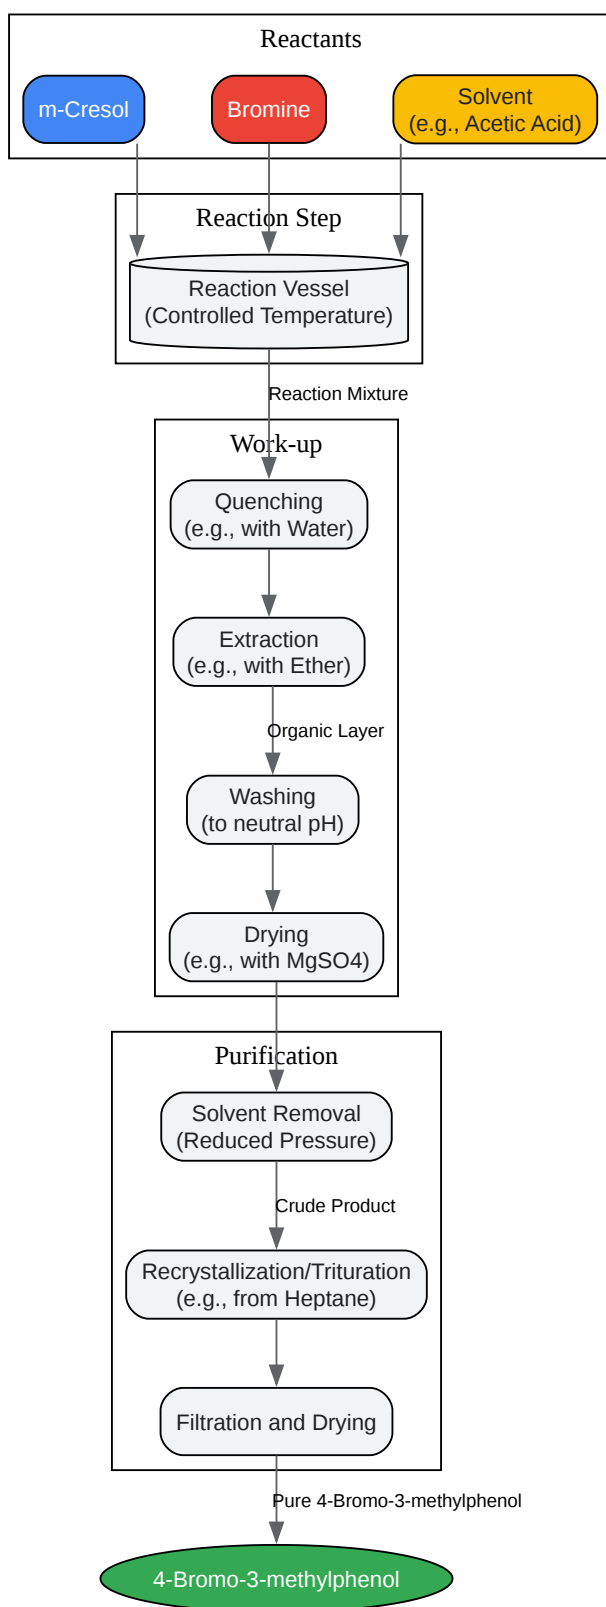 Reactants
m-Cresol
Bromine
Solvent
(e.g., Acetic Acid)
Reaction Step
Reaction Vessel
(Controlled Temperature)
Reaction Mixture
Work-up
Quenching
(e.g., with Water)
Extraction
(e.g., with Ether)
Organic Layer
Washing
(to neutral pH)
Drying
(e.g., with MgSO4)
Purification
Solvent Removal
(Reduced Pressure)
Crude Product
Recrystallization/Trituration
(e.g., from Heptane)
Filtration and Drying
Pure 4-Bromo-3-methylphenol
4-Bromo-3-methylphenol